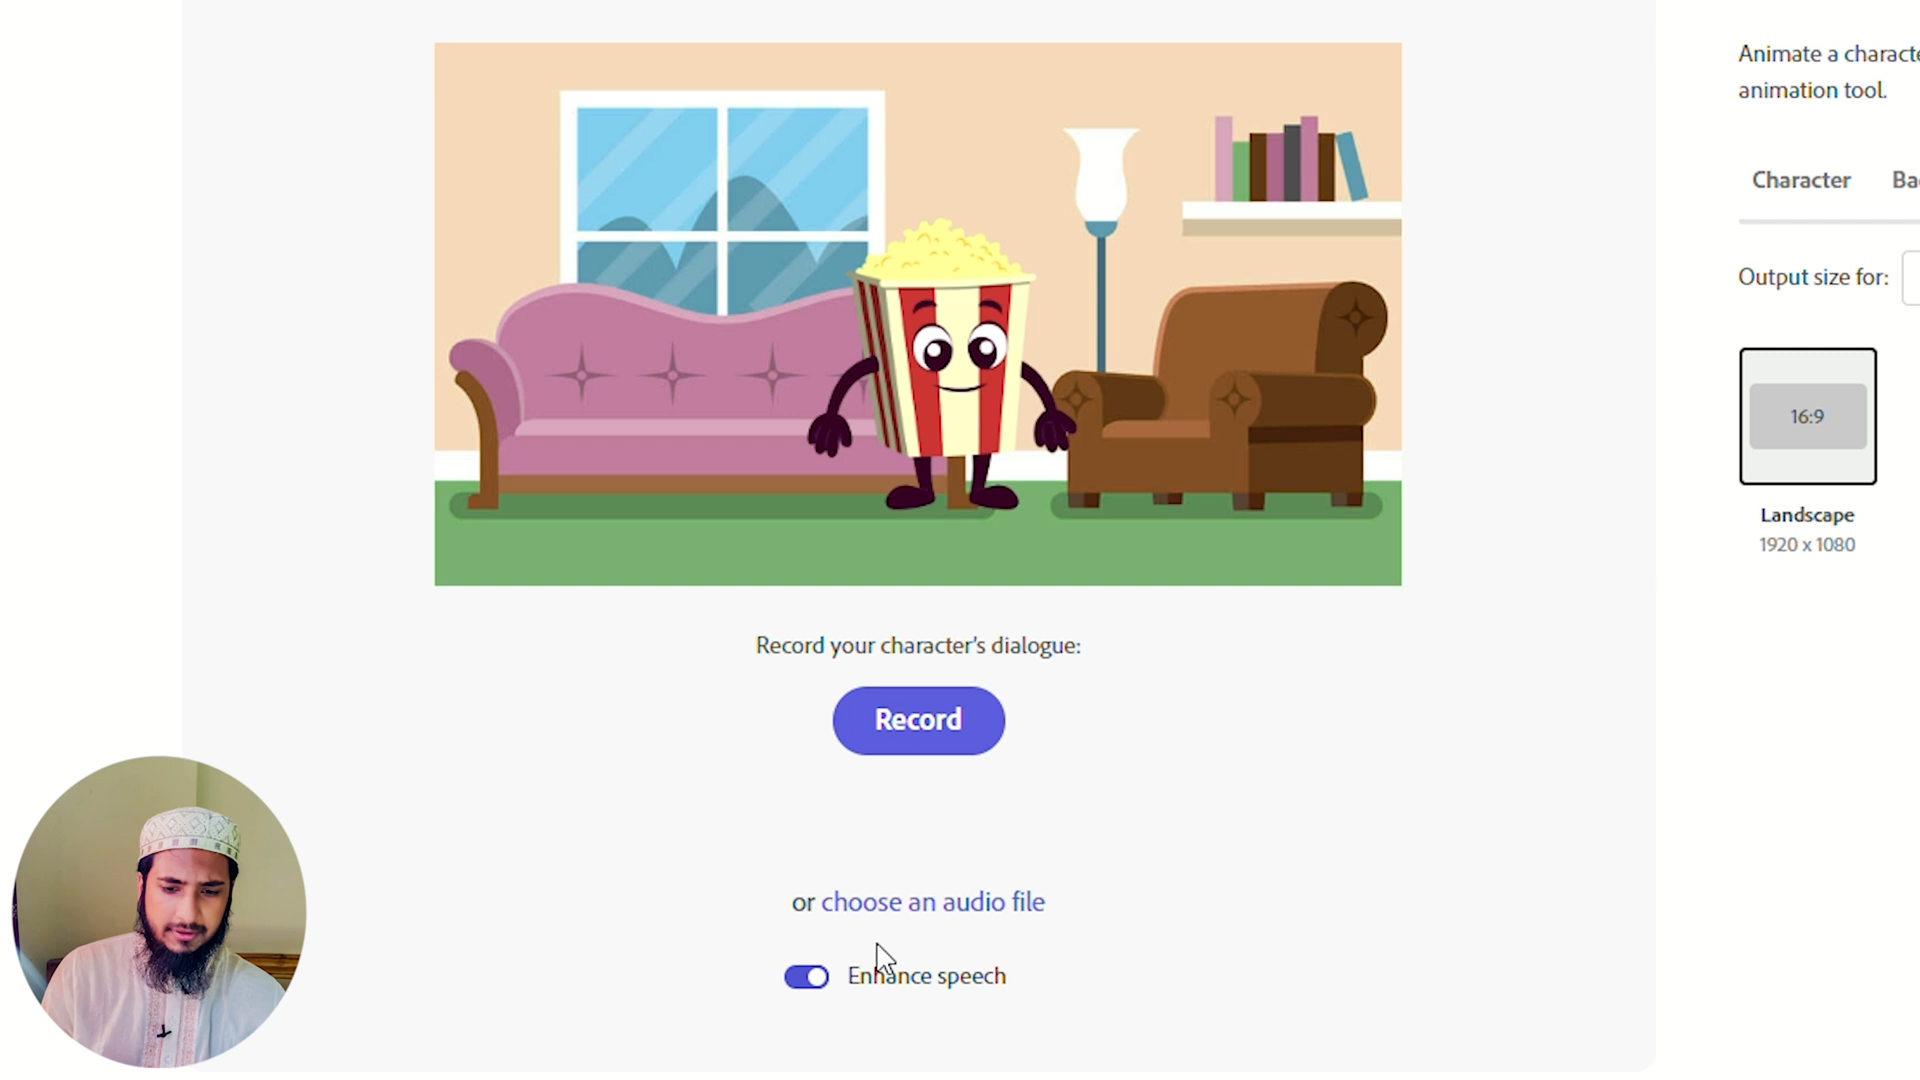 Animate a characte
animation tool.
Character Ba
Output size for:
16:9
Landscape
1920 x 1080
Record your character's dialogue:
Record
or choose an audio file
Enhance speech